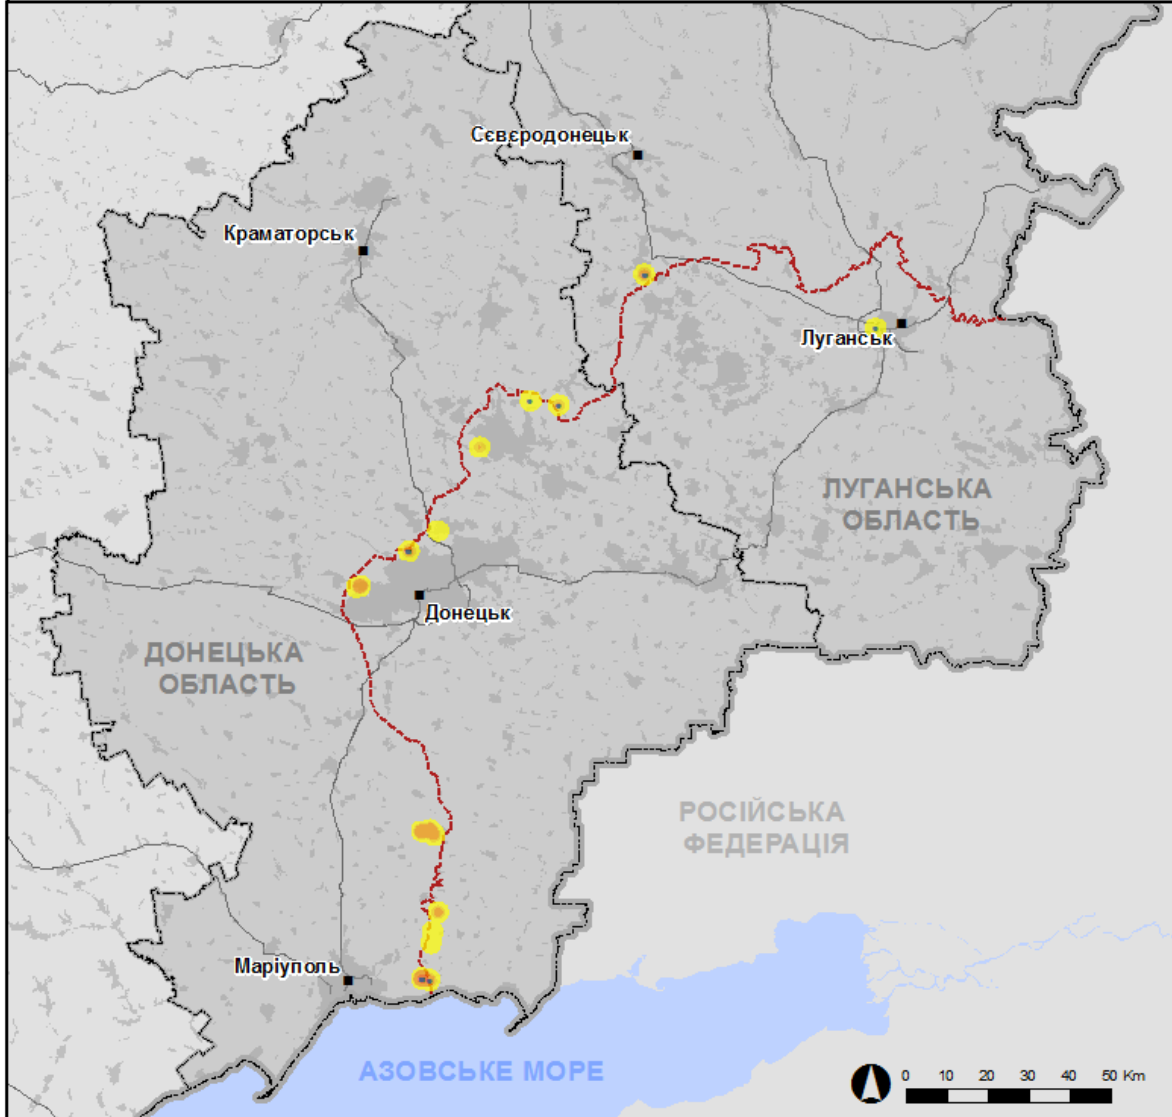 Сєвєродонецьк
Краматорськ
Луганськ
ЛУГАНСЬКА
ОБЛАСТЬ
Донецьк
ДОНЕЦЬКА
ОБЛАСТЬ
РОСІЙСЬКА
ФЕДЕРАЦІЯ
Маріуполь
АЗОВСЬКЕ МОРЕ
0 10 20 30 40 50 Km